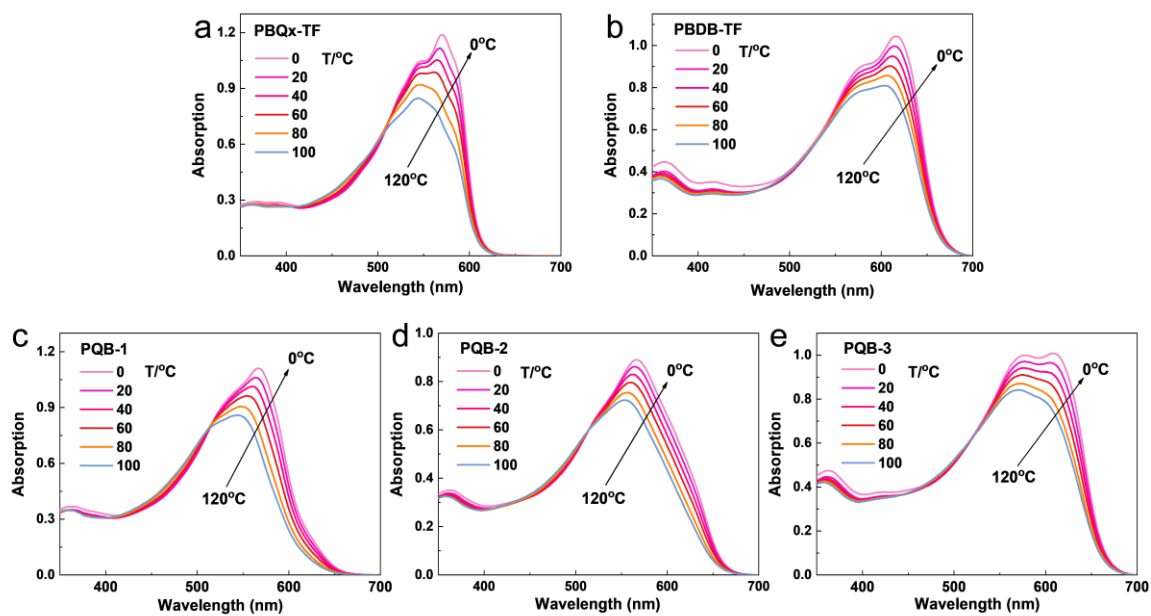 a
PBQx-TF
0 T/°C
20
40
60
80
100
0°C
120°C
1.2
0.9
0.6
0.3
0.0
Absorption
400 500 600 700
Wavelength (nm)
b
PBDB-TF
0 T/°C
20
40
60
80
100
0°C
120°C
1.0
0.8
0.6
0.4
0.2
0.0
Absorption
400 500 600 700
Wavelength (nm)
c
PQB-1
0 T/°C
20
40
60
80
100
0°C
120°C
1.2
0.9
0.6
0.3
0.0
Absorption
400 500 600 700
Wavelength (nm)
d
PQB-2
0 T/°C
20
40
60
80
100
0°C
120°C
1.0
0.8
0.6
0.4
0.2
0.0
Absorption
400 500 600 700
Wavelength (nm)
e
PQB-3
0 T/°C
20
40
60
80
100
0°C
120°C
1.0
0.8
0.6
0.4
0.2
0.0
Absorption
400 500 600 700
Wavelength (nm)